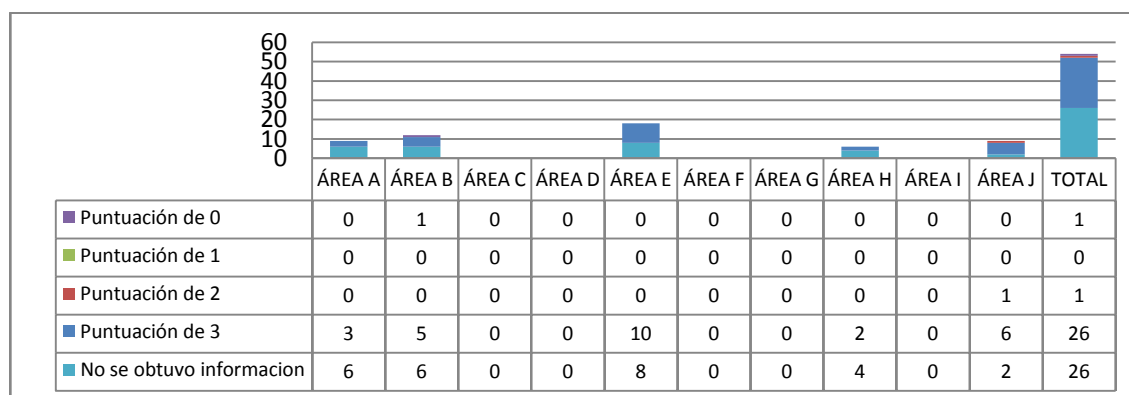 60
50
40
30
20
10
0
ÁREA A ÁREA B ÁREA C ÁREA D ÁREA E ÁREA F ÁREA G ÁREA H ÁREA I ÁREA J TOTAL
Puntuación de 0 0 1 0 0 0 0 0 0 0 0 1
Puntuación de 1 0 0 0 0 0 0 0 0 0 0 0
Puntuación de 2 0 0 0 0 0 0 0 0 0 1 1
Puntuación de 3 3 5 0 0 10 0 0 2 0 6 26
No se obtuvo informacion 6 6 0 0 8 0 0 4 0 2 26